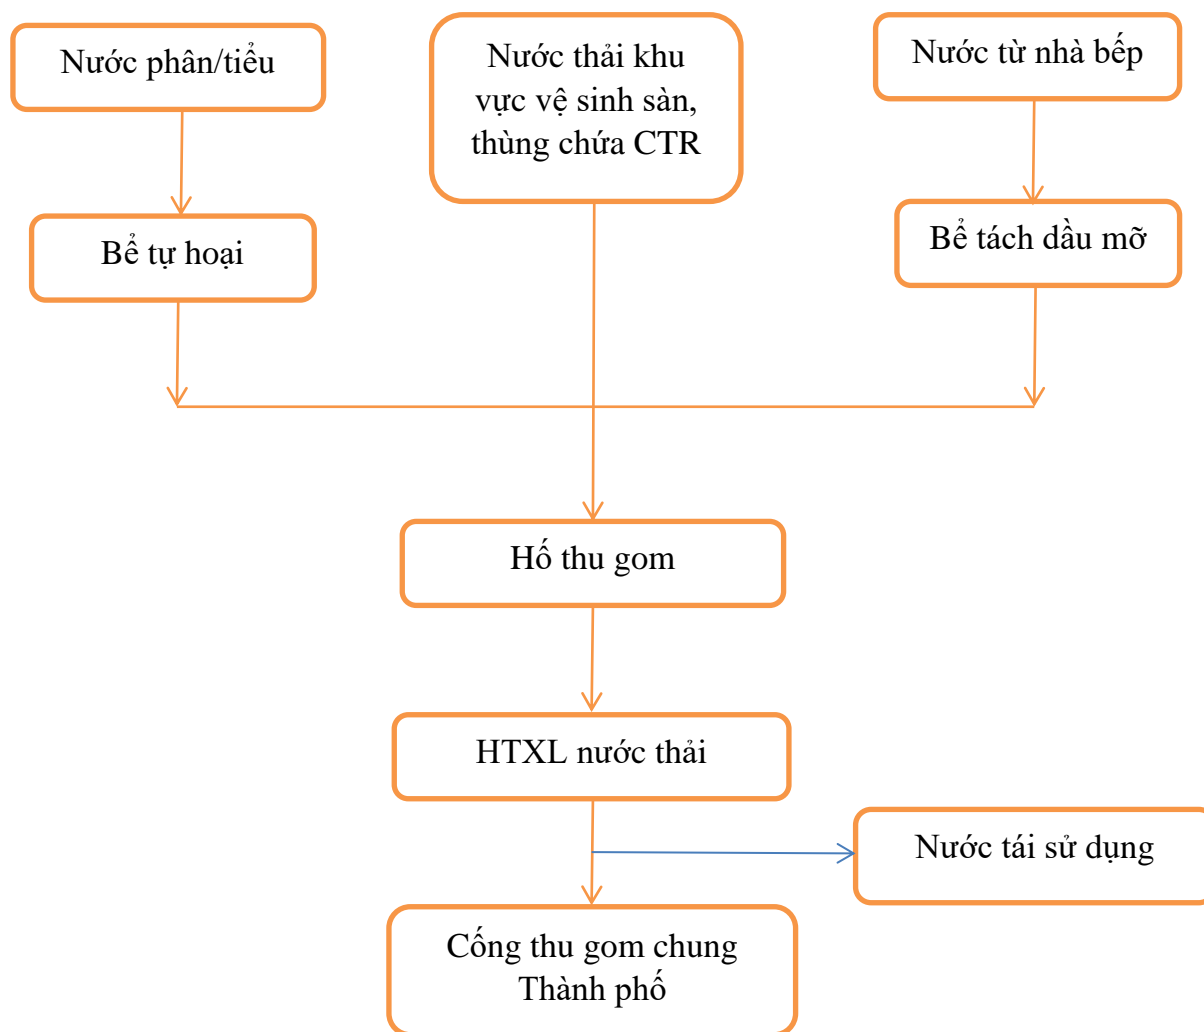 Nước phân/tiểu
Nước thải khu
vực vệ sinh sàn,
thùng chứa CTR
Nước từ nhà bếp
Bể tự hoại
Bể tách dầu mỡ
Hố thu gom
HTXL nước thải
Nước tái sử dụng
Cống thu gom chung
Thành phố